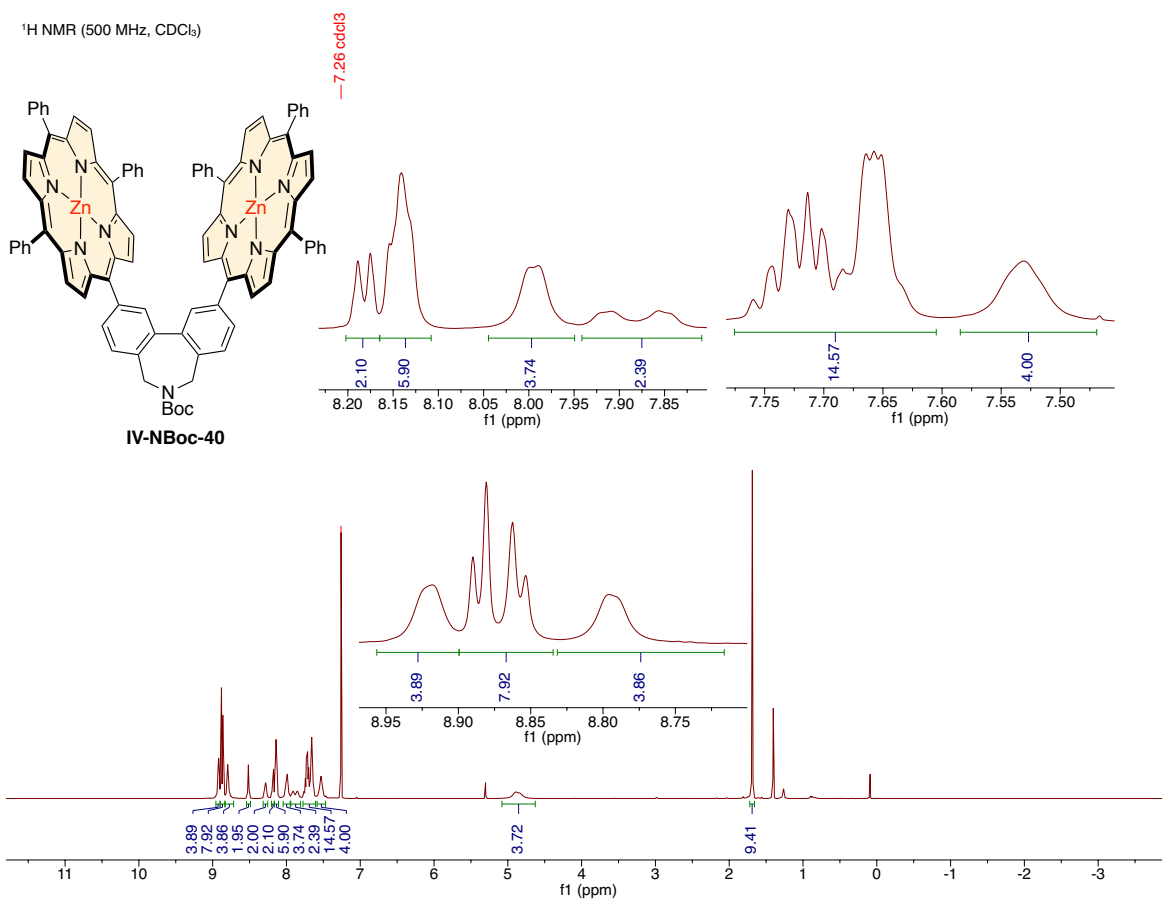 ¹H NMR (500 MHz, CDCl₃)
—7.26 cdcl3
Ph
Ph
Ph
Ph
N
N
N
N
Zn
Zn
N
N
N
N
Ph
Ph
N
Boc
IV-NBoc-40
2.10
5.90
3.74
2.39
8.20 8.15 8.10 8.05 8.00 7.95 7.90 7.85
f1 (ppm)
14.57
4.00
7.75 7.70 7.65 7.60 7.55 7.50
f1 (ppm)
3.89
7.92
3.86
8.95 8.90 8.85 8.80 8.75
f1 (ppm)
3.89
7.92
3.86
1.95
2.00
2.10
5.90
3.74
2.39
14.57
4.00
3.72
9.41
11 10 9 8 7 6 5 4 3 2 1 0 -1 -2 -3
f1 (ppm)